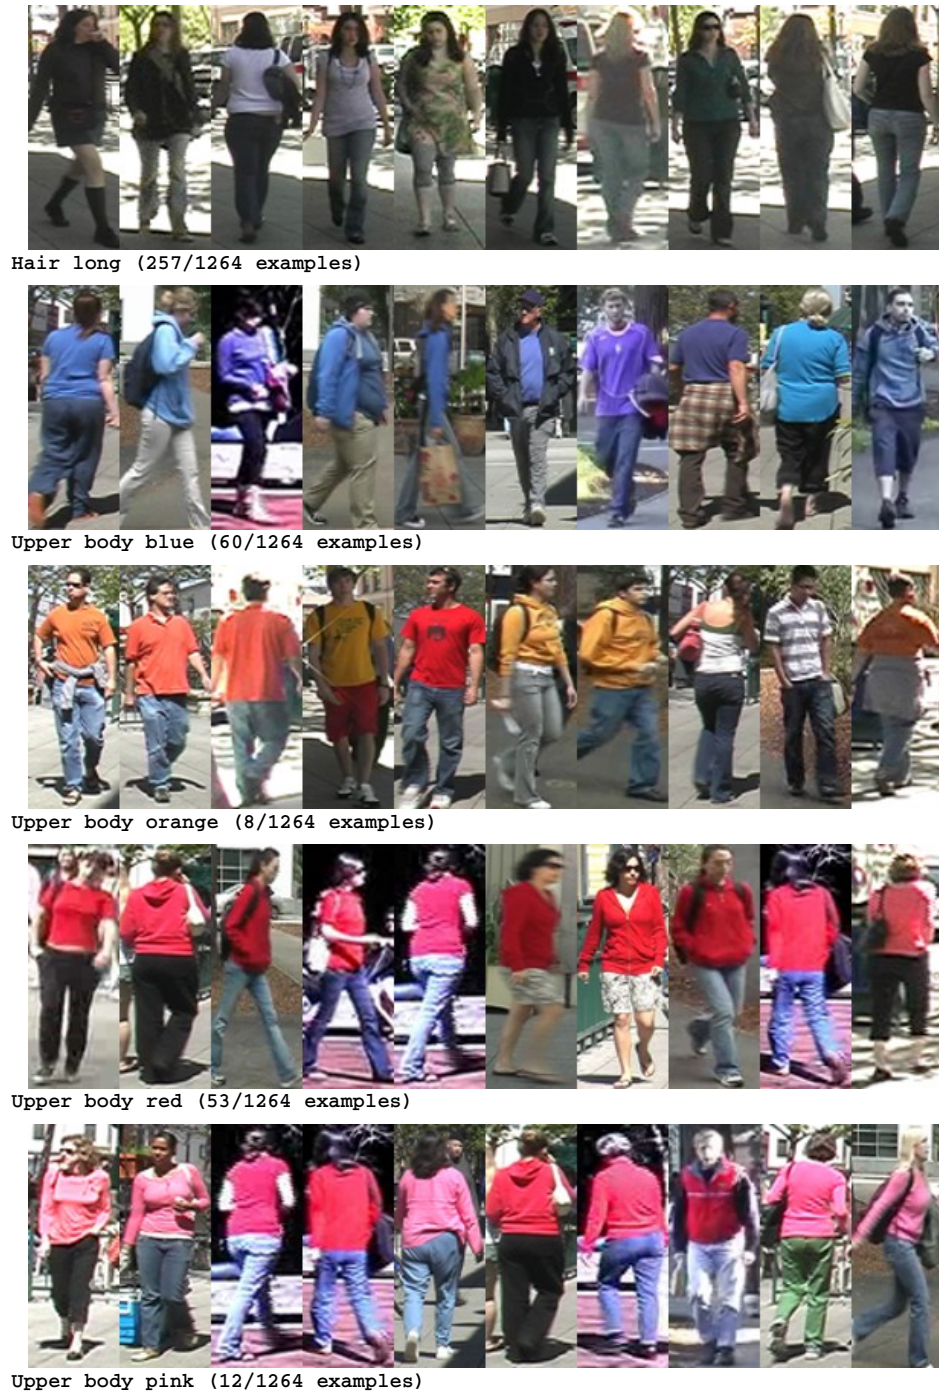 Hair long (257/1264 examples)
Upper body blue (60/1264 examples)
Upper body orange (8/1264 examples)
Upper body red (53/1264 examples)
Upper body pink (12/1264 examples)